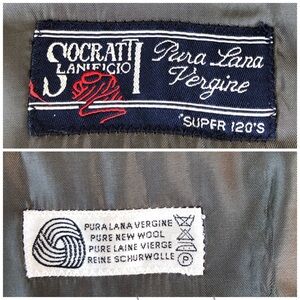 SOCRATTI
LANIFICIO
Pura Lana
Vergine
"SUPER 120'S
PURA LANA VERGINE
PURE NEW WOOL
PURE LAINE VIERGE
REINE SCHURWOLLE
P